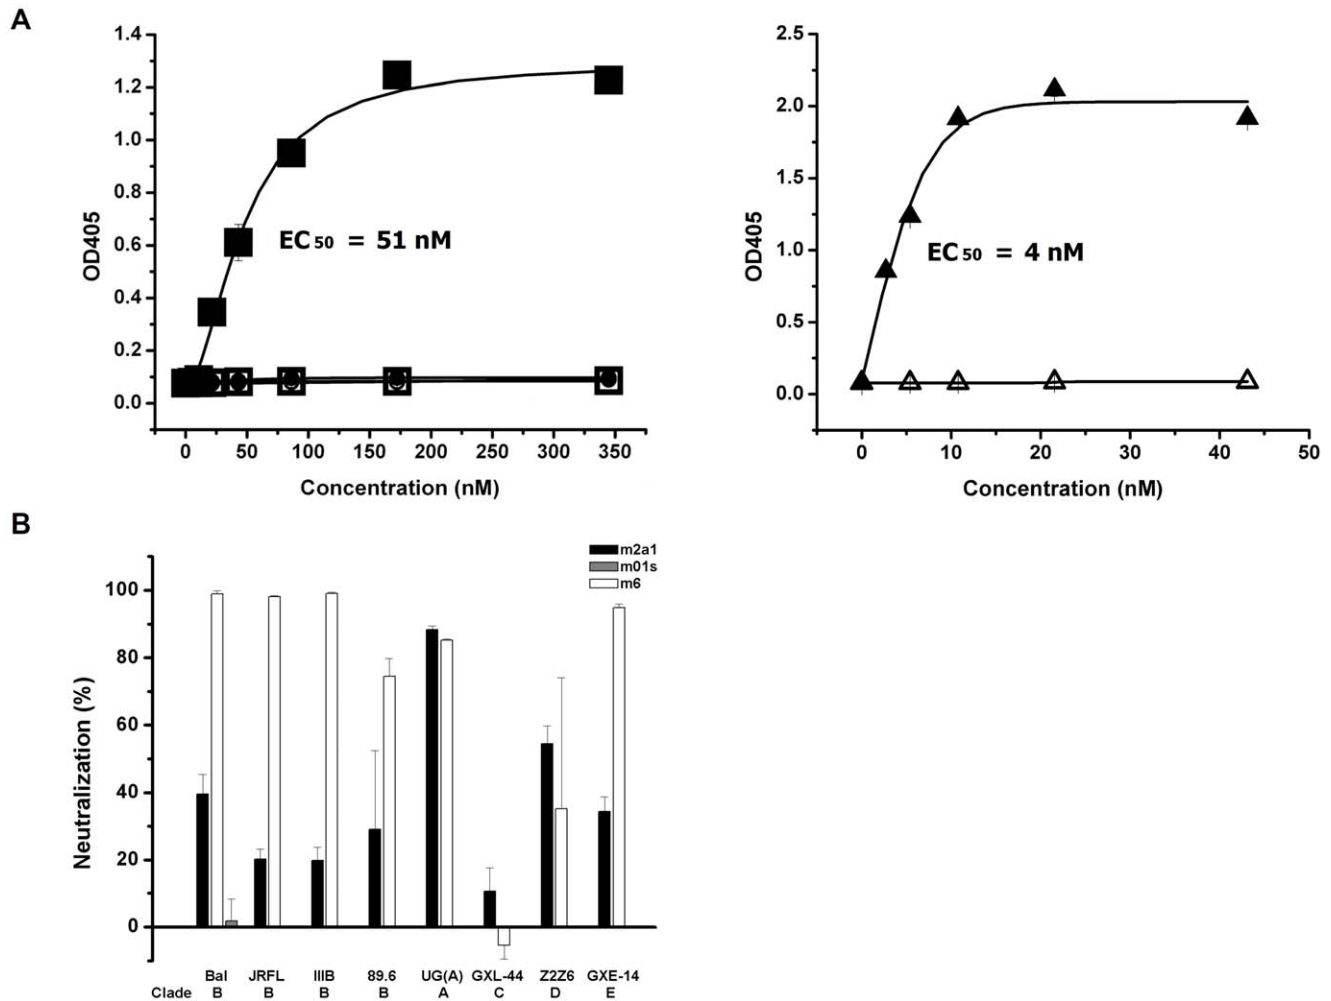 A
1.4
1.2
1.0
0.8
0.6
0.4
0.2
0.0
OD405
EC50 = 51 nM
0 50 100 150 200 250 300 350
Concentration (nM)
2.5
2.0
1.5
1.0
0.5
0.0
OD405
EC50 = 4 nM
0 10 20 30 40 50
Concentration (nM)
B
m2a1
m01s
m6
100
80
60
40
20
0
Neutralization (%)
Bal JRFL IIIB 89.6 UG(A) GXL-44 Z2Z6 GXE-14
Clade B B B B A C D E